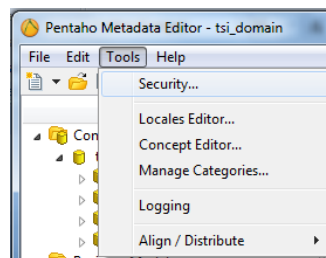 Pentaho Metadata Editor - tsi_domain
File Edit Tools Help
Security...
Locales Editor...
Concept Editor...
Manage Categories...
Logging
Align / Distribute